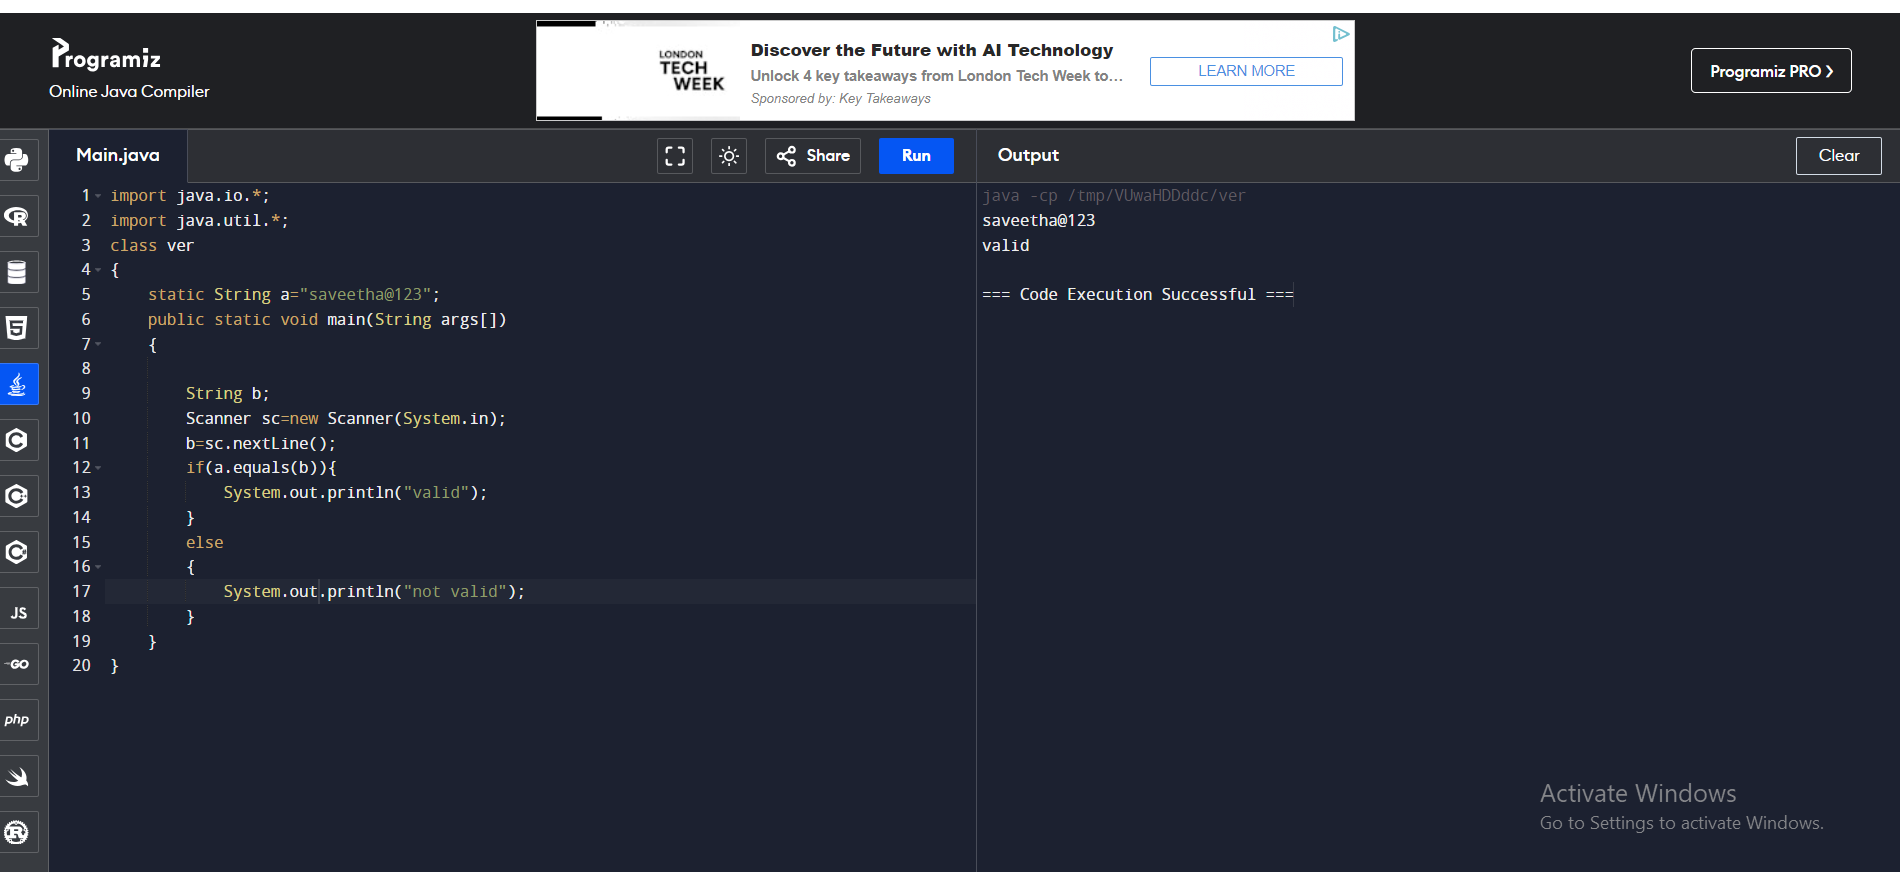 Programiz
Online Java Compiler
LONDON
TECH
WEEK
Discover the Future with AI Technology
Unlock 4 key takeaways from London Tech Week to...
Sponsored by: Key Takeaways
LEARN MORE
Programiz PRO ❯
Main.java
Share
Run
Output
Clear
1 import java.io.*;
2 import java.util.*;
3 class ver
4 {
5     static String a="saveetha@123";
6     public static void main(String args[])
7     {
8
9         String b;
10         Scanner sc=new Scanner(System.in);
11         b=sc.nextLine();
12         if(a.equals(b)){
13             System.out.println("valid");
14         }
15         else
16         {
17             System.out.println("not valid");
18         }
19     }
20 }
java -cp /tmp/VUwaHDDddc/ver
saveetha@123
valid
=== Code Execution Successful ===
R
5
C
C
C
JS
GO
php
R
Activate Windows
Go to Settings to activate Windows.